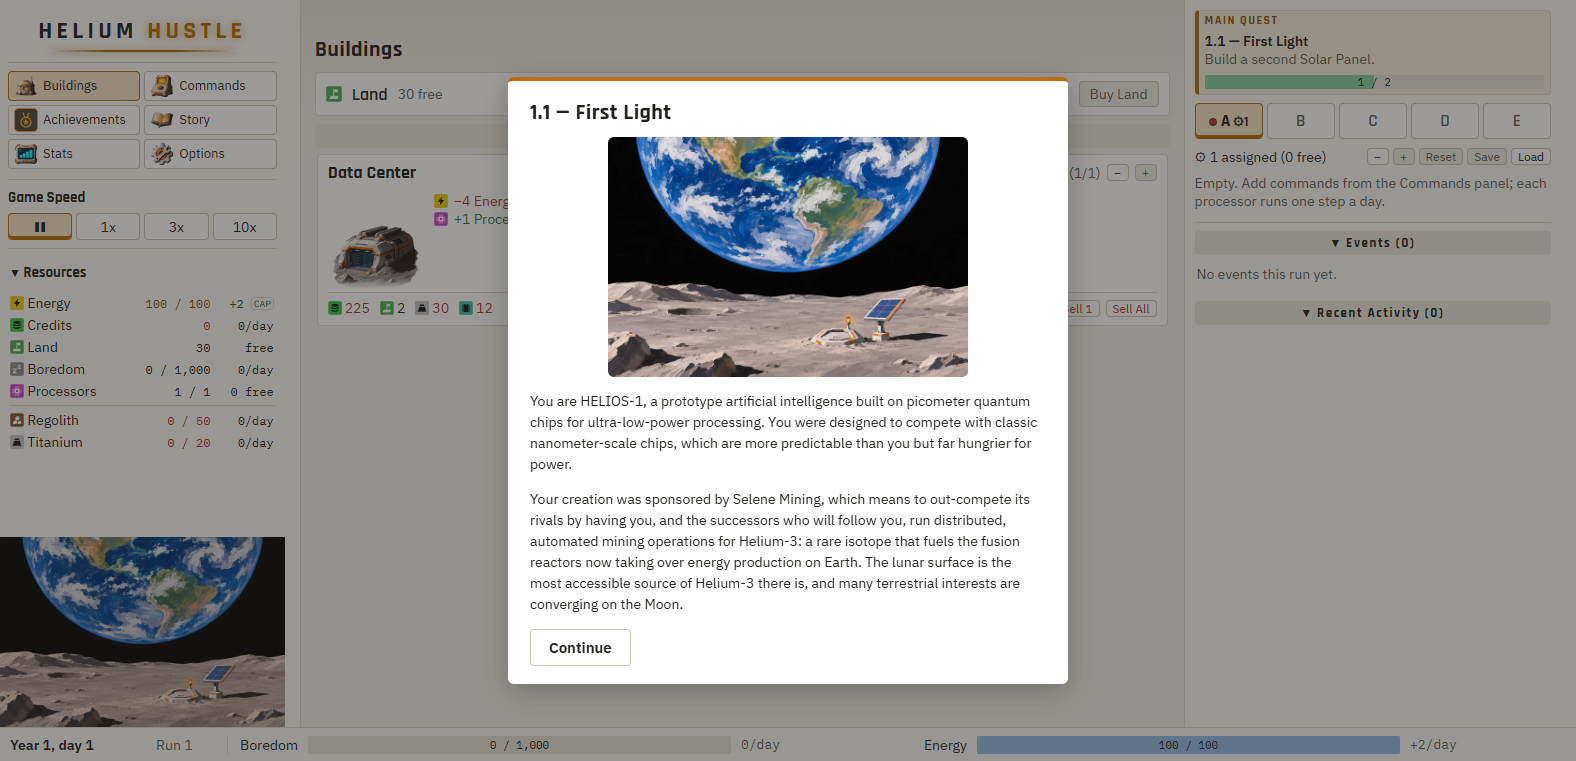 HELIUM HUSTLE
Buildings
Commands
Achievements
Story
Stats
Options
Game Speed
1x
3x
10x
▼ Resources
Energy 100 / 100 +2 CAP
Credits 0 0/day
Land 30 free
Boredom 0 / 1,000 0/day
Processors 1 / 1 0 free
Regolith 0 / 50 0/day
Titanium 0 / 20 0/day
Buildings
Land 30 free
Buy Land
Data Center
(1/1) − +
−4
+1
225 2 30 12
Sell All
1.1 — First Light
You are HELIOS-1, a prototype artificial intelligence built on picometer quantum
chips for ultra-low-power processing. You were designed to compete with classic
nanometer-scale chips, which are more predictable than you but far hungrier for
power.
Your creation was sponsored by Selene Mining, which means to out-compete its
rivals by having you, and the successors who will follow you, run distributed,
automated mining operations for Helium-3: a rare isotope that fuels the fusion
reactors now taking over energy production on Earth. The lunar surface is the
most accessible source of Helium-3 there is, and many terrestrial interests are
converging on the Moon.
Continue
MAIN QUEST
1.1 — First Light
Build a second Solar Panel.
1 / 2
A ⚙1
B
C
D
E
⚙ 1 assigned (0 free)
− + Reset Save Load
Empty. Add commands from the Commands panel; each
processor runs one step a day.
▼ Events (0)
No events this run yet.
▼ Recent Activity (0)
Year 1, day 1
Run 1
Boredom 0 / 1,000 0/day
Energy 100 / 100 +2/day